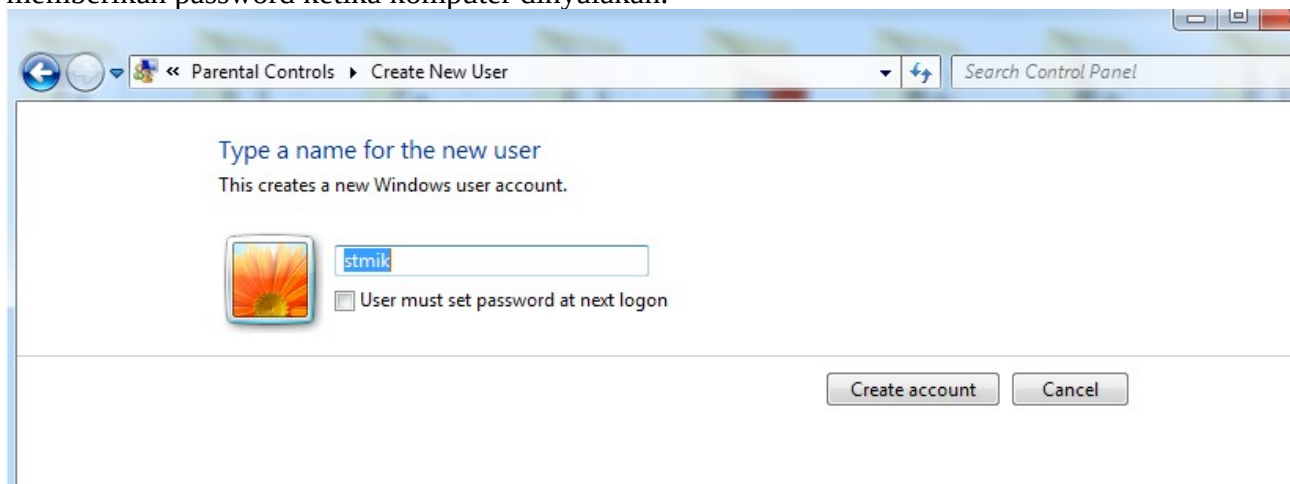 memberikan password ketika komputer dinyalakan.
« Parental Controls ▸ Create New User
Search Control Panel
Type a name for the new user
This creates a new Windows user account.
stmik
User must set password at next logon
Create account Cancel